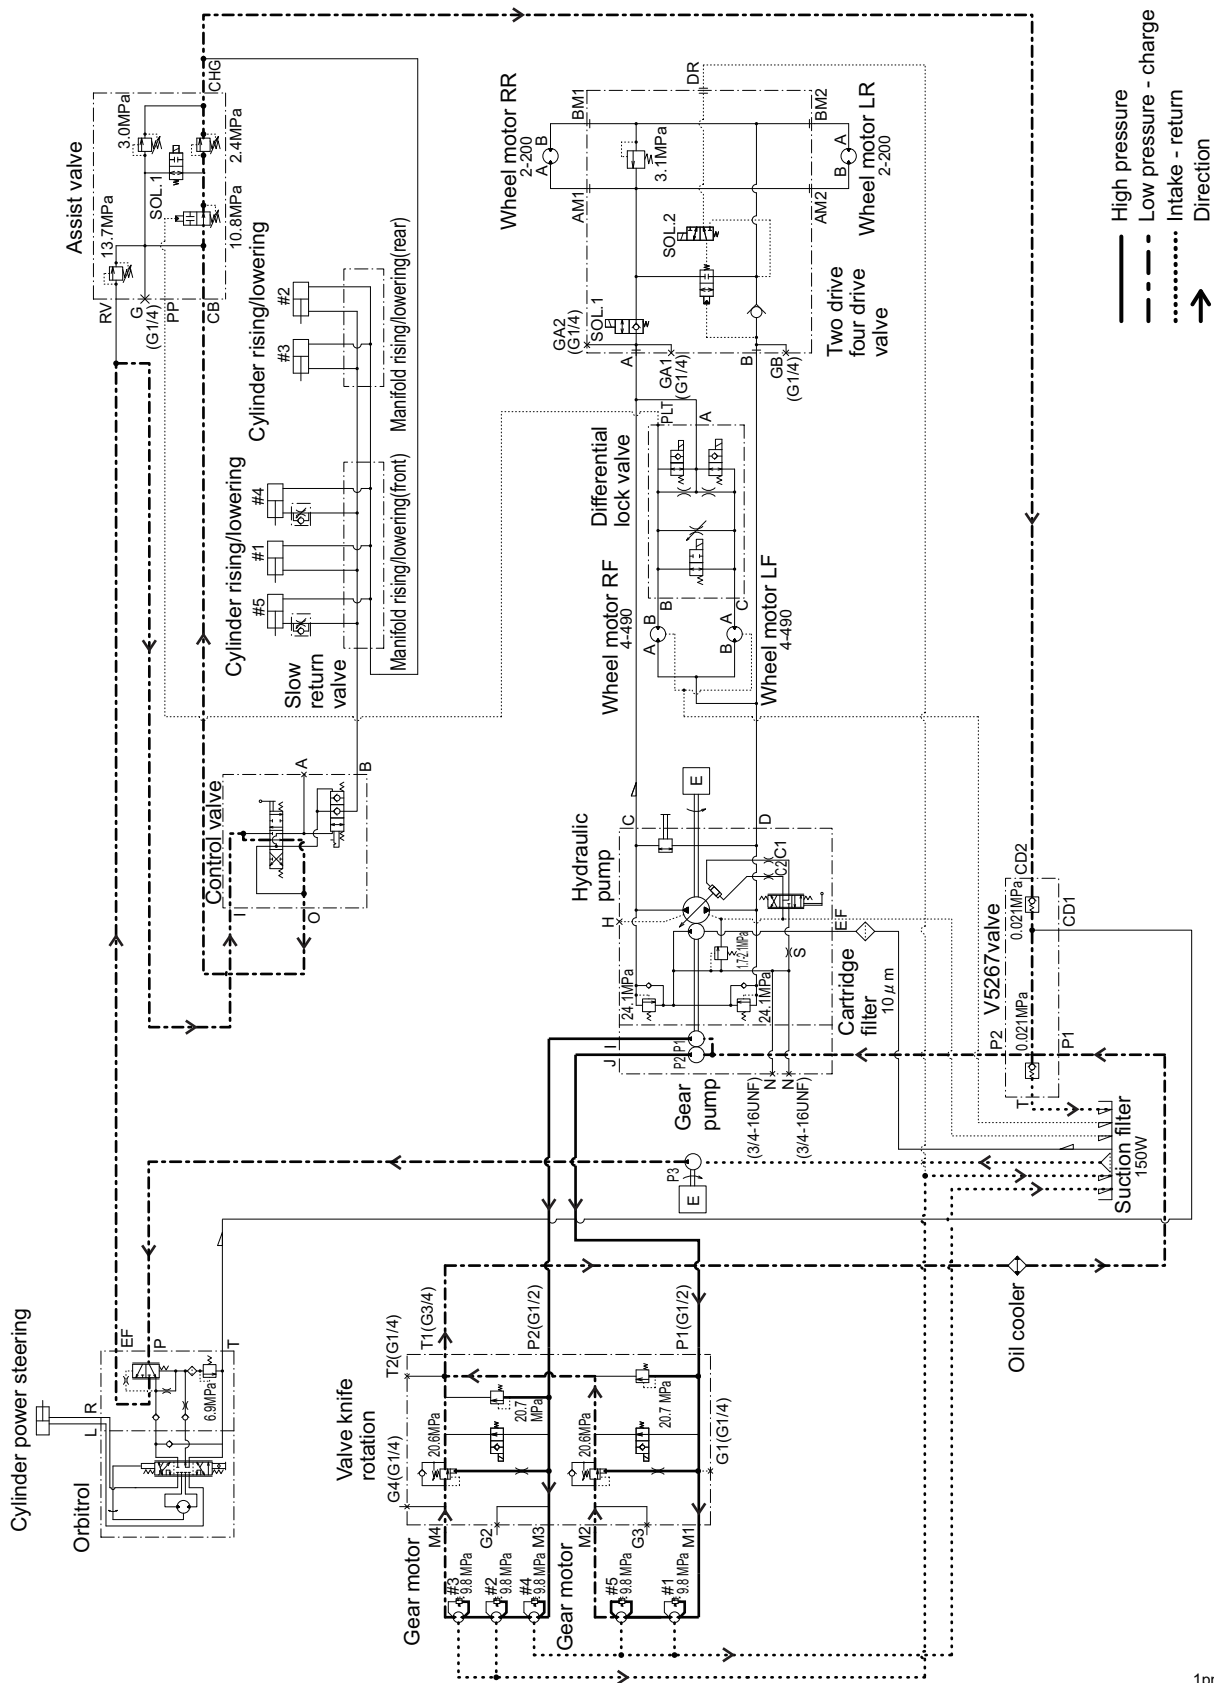 Cylinder power steering
Orbitrol
L
R
EF
P
T
6.9MPa
Assist valve
RV
G
(G1/4)
PP
CB
CHG
13.7MPa
SOL.1
3.0MPa
10.8MPa
2.4MPa
Cylinder rising/lowering
#2
#3
Manifold rising/lowering(rear)
Cylinder rising/lowering
#4
#1
#5
Manifold rising/lowering(front)
Slow
return
valve
Control valve
I
O
A
B
Wheel motor RR
2-200
A
B
BM1
AM1
DR
3.1MPa
SOL.2
BM2
AM2
A
B
Wheel motor LR
2-200
GA2
(G1/4)
SOL.1
A
GA1
(G1/4)
B
GB
(G1/4)
Two drive
four drive
valve
Differential
lock valve
PLT
A
B
C
Wheel motor RF
4-490
A
B
B
A
Wheel motor LF
4-490
Hydraulic
pump
C
D
E
H
C2
C1
EF
S
1.7-2.1MPa
24.1MPa
24.1MPa
Cartridge
filter
10μm
Gear
pump
J
I
P2
P1
N
(3/4-16UNF)
N
(3/4-16UNF)
P3
E
V5267valve
P2
0.021MPa
0.021MPa
CD2
CD1
P1
T
Suction filter
150W
Oil cooler
Valve knife
rotation
G4(G1/4)
T2(G1/4)
T1(G3/4)
P2(G1/2)
P1(G1/2)
G1(G1/4)
20.6MPa
20.7
MPa
20.6MPa
20.7 MPa
M4
G2
M3
M2
G3
M1
Gear motor
#3
9.8 MPa
#2
9.8 MPa
#4
9.8 MPa
Gear motor
#5
9.8 MPa
#1
9.8 MPa
High pressure
Low pressure - charge
Intake - return
Direction